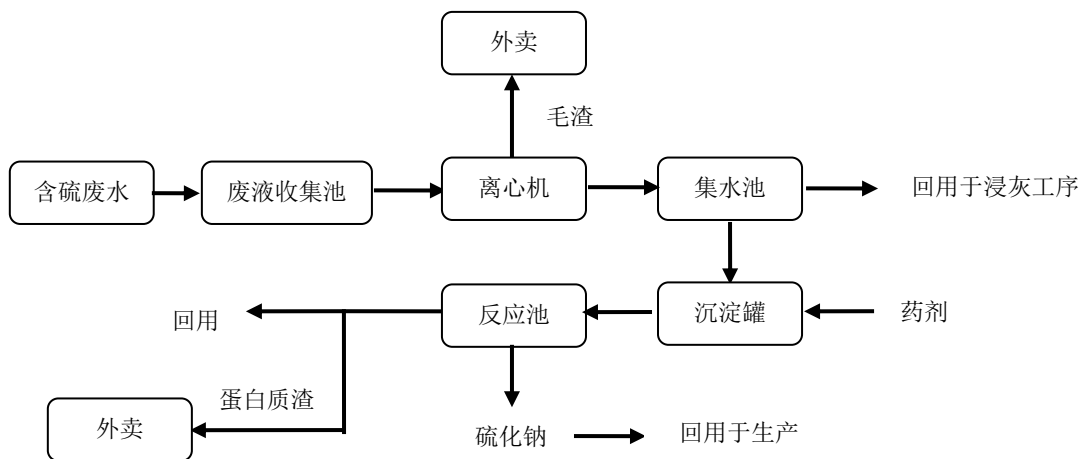 外卖
毛渣
含硫废水
废液收集池
离心机
集水池
回用于浸灰工序
回用
反应池
沉淀罐
药剂
蛋白质渣
外卖
硫化钠
回用于生产